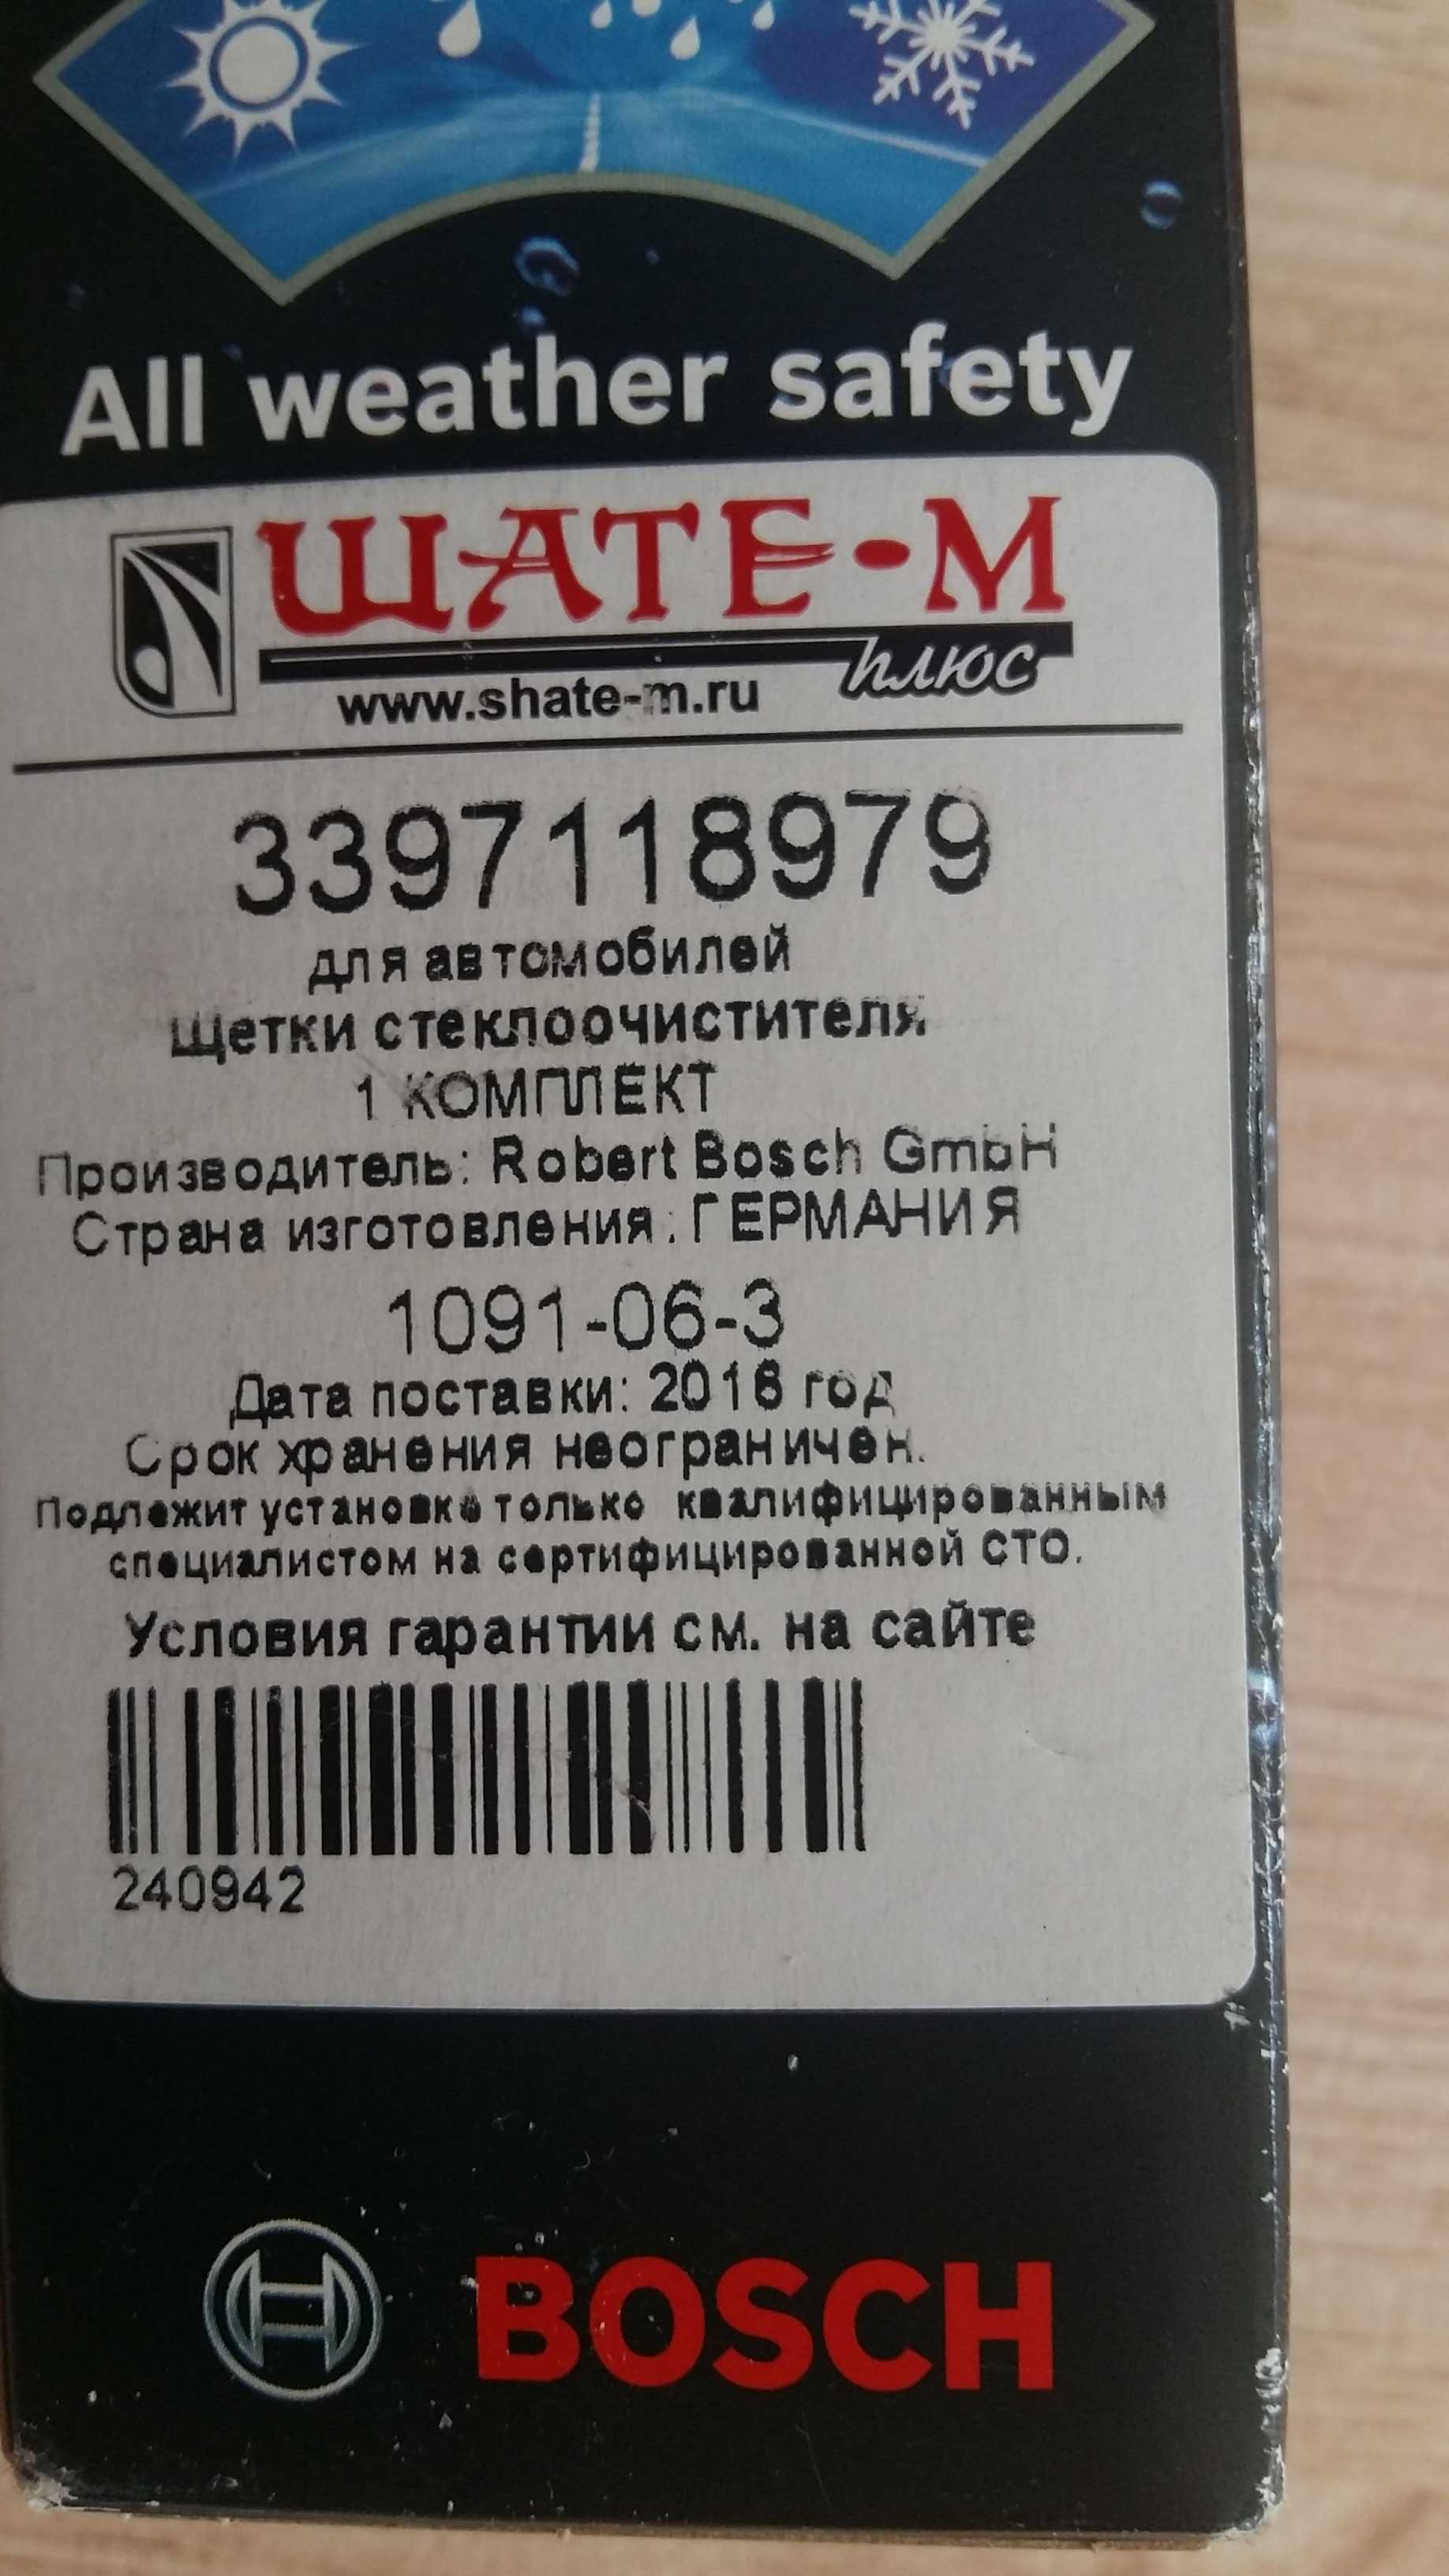 All weather safety
ШАТЕ-М
плюс
www.shate-m.ru
3397118979
для автомобилей
Щетки стеклоочистителя
1 КОМПЛЕКТ
Производитель: Robert Bosch GmbH
Страна изготовления: ГЕРМАНИЯ
1091-06-3
Дата поставки: 2016 год
Срок хранения неограничен.
Подлежит установке только квалифицированным
специалистом на сертифицированной СТО.
Условия гарантии см. на сайте
240942
BOSCH